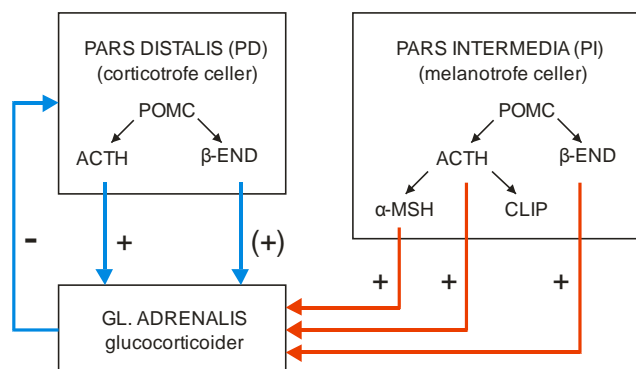 PARS DISTALIS (PD)
(corticotrofe celler)
POMC
ACTH
β-END
PARS INTERMEDIA (PI)
(melanotrofe celler)
POMC
ACTH
β-END
α-MSH
CLIP
-
+
(+)
+
+
+
GL. ADRENALIS
glucocorticoider